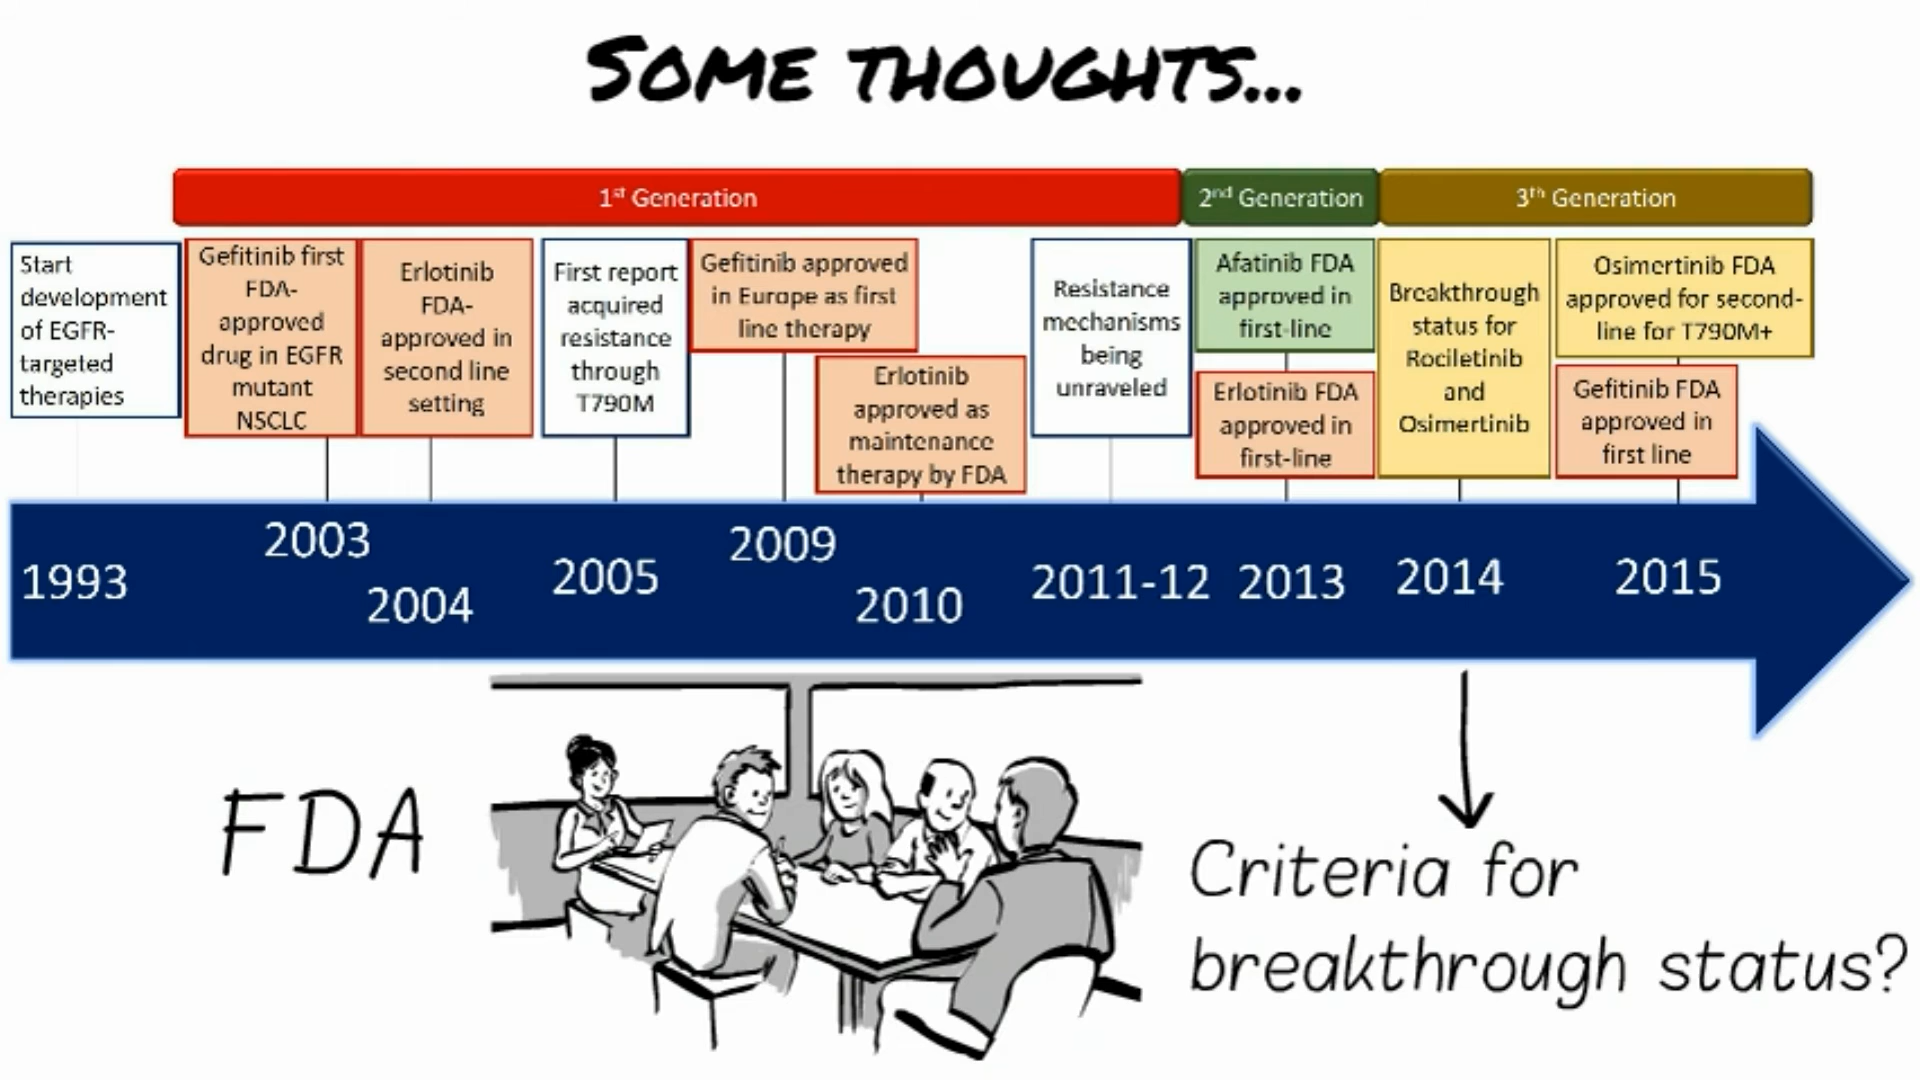 SOME THOUGHTS...
1st Generation
2nd Generation
3th Generation
Start
development
of EGFR-
targeted
therapies
Gefitinib first
FDA-
approved
drug in EGFR
mutant
NSCLC
Erlotinib
FDA-
approved in
second line
setting
First report
acquired
resistance
through
T790M
Gefitinib approved
in Europe as first
line therapy
Erlotinib
approved as
maintenance
therapy by FDA
Resistance
mechanisms
being
unraveled
Afatinib FDA
approved in
first-line
Erlotinib FDA
approved in
first-line
Breakthrough
status for
Rociletinib
and
Osimertinib
Osimertinib FDA
approved for second-
line for T790M+
Gefitinib FDA
approved in
first line
1993
2003
2004
2005
2009
2010
2011-12
2013
2014
2015
FDA
Criteria for
breakthrough status?